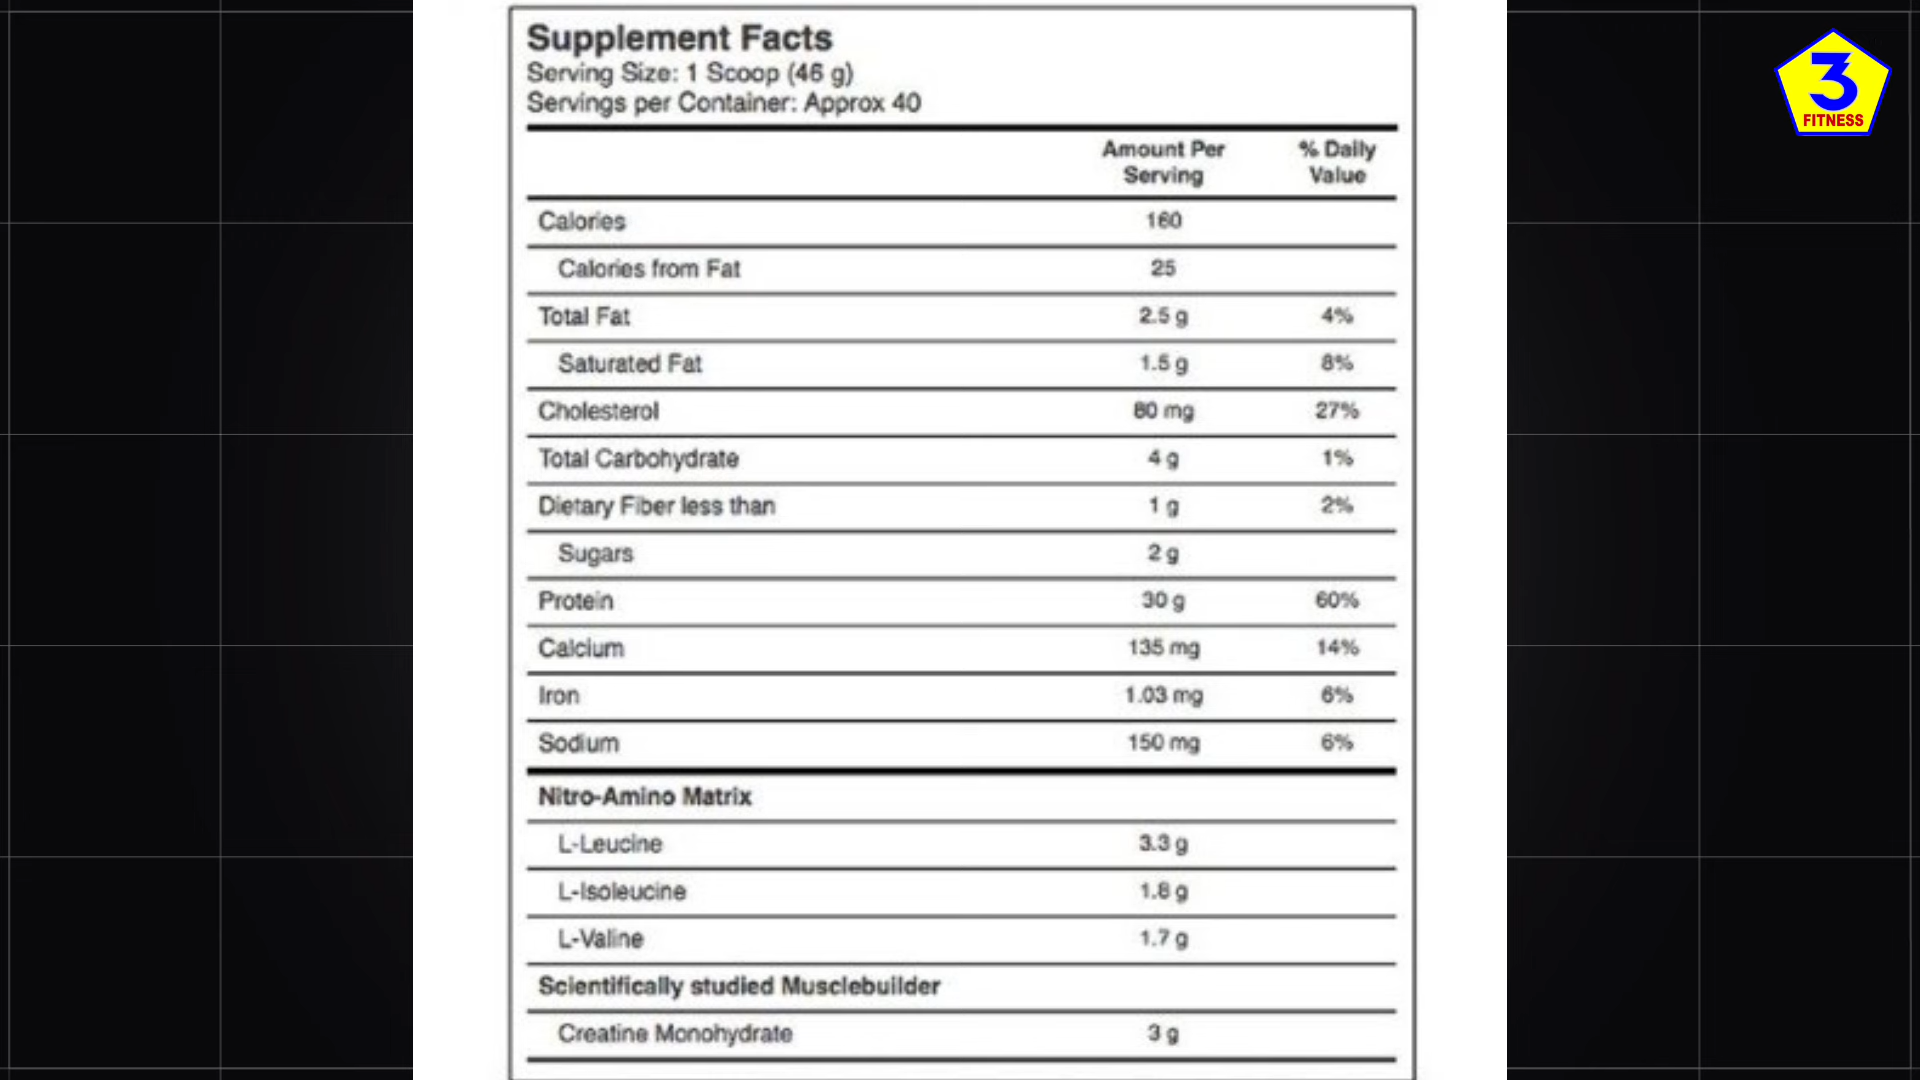 Supplement Facts
Serving Size: 1 Scoop (46 g)
Servings per Container: Approx 40
Amount Per Serving % Daily Value
Calories 160
Calories from Fat 25
Total Fat 2.5 g 4%
Saturated Fat 1.5 g 8%
Cholesterol 80 mg 27%
Total Carbohydrate 4 g 1%
Dietary Fiber less than 1 g 2%
Sugars 2 g
Protein 30 g 60%
Calcium 135 mg 14%
Iron 1.03 mg 6%
Sodium 150 mg 6%
Nitro-Amino Matrix
L-Leucine 3.3 g
L-Isoleucine 1.8 g
L-Valine 1.7 g
Scientifically studied Musclebuilder
Creatine Monohydrate 3 g
3
FITNESS